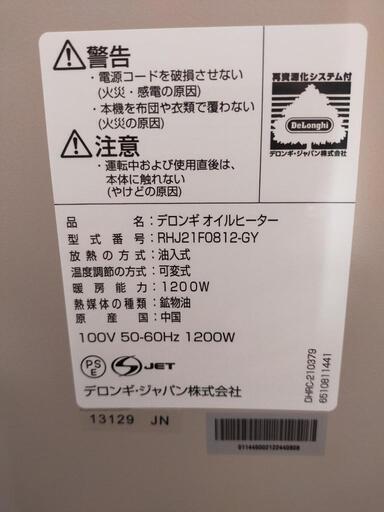 警告
・電源コードを破損させない
(火災・感電の原因)
・本機を布団や衣類で覆わない
(火災の原因)
注意
・運転中および使用直後は、
本体に触れない
(やけどの原因)
再資源化システム付
DeLonghi
デロンギ・ジャパン株式会社
品名:デロンギ オイルヒーター
型式番号:RHJ21F0812-GY
放熱の方式:油入式
温度調節の方式:可変式
暖房能力:1200W
熱媒体の種類:鉱物油
原産国:中国
100V 50-60Hz 1200W
PS
E
S JET
デロンギ・ジャパン株式会社
DHRC-210379
6510811441
13129 JN
0114450002122440808